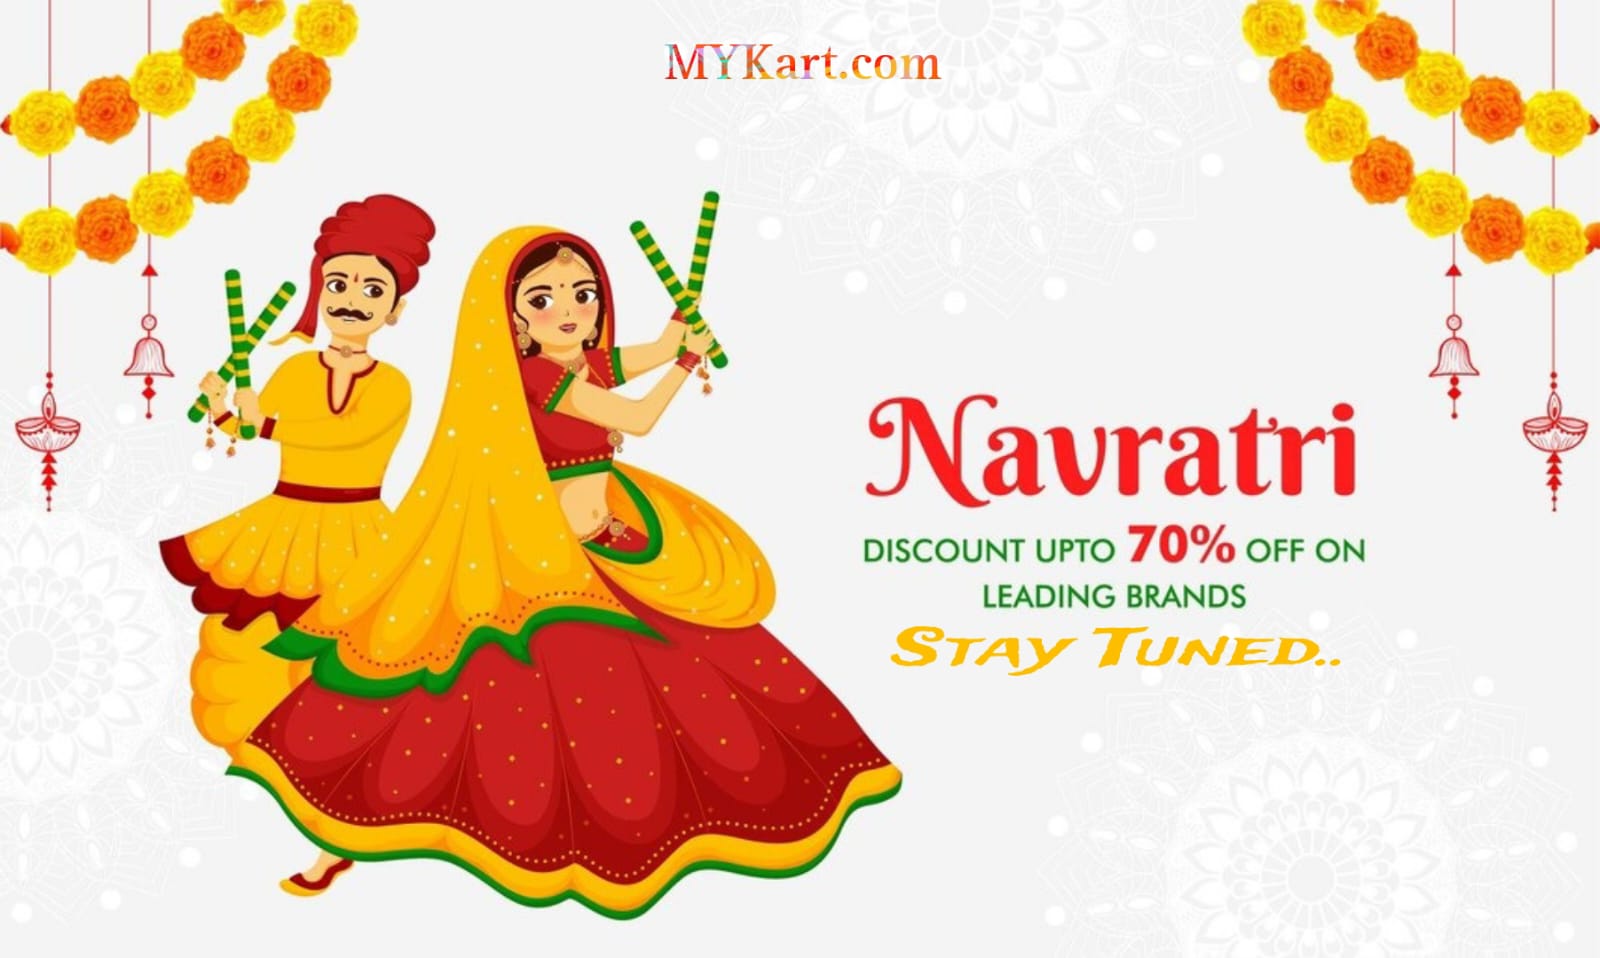 MYKart.com
Navratri
DISCOUNT UPTO 70% OFF ON
LEADING BRANDS
STAY TUNED..